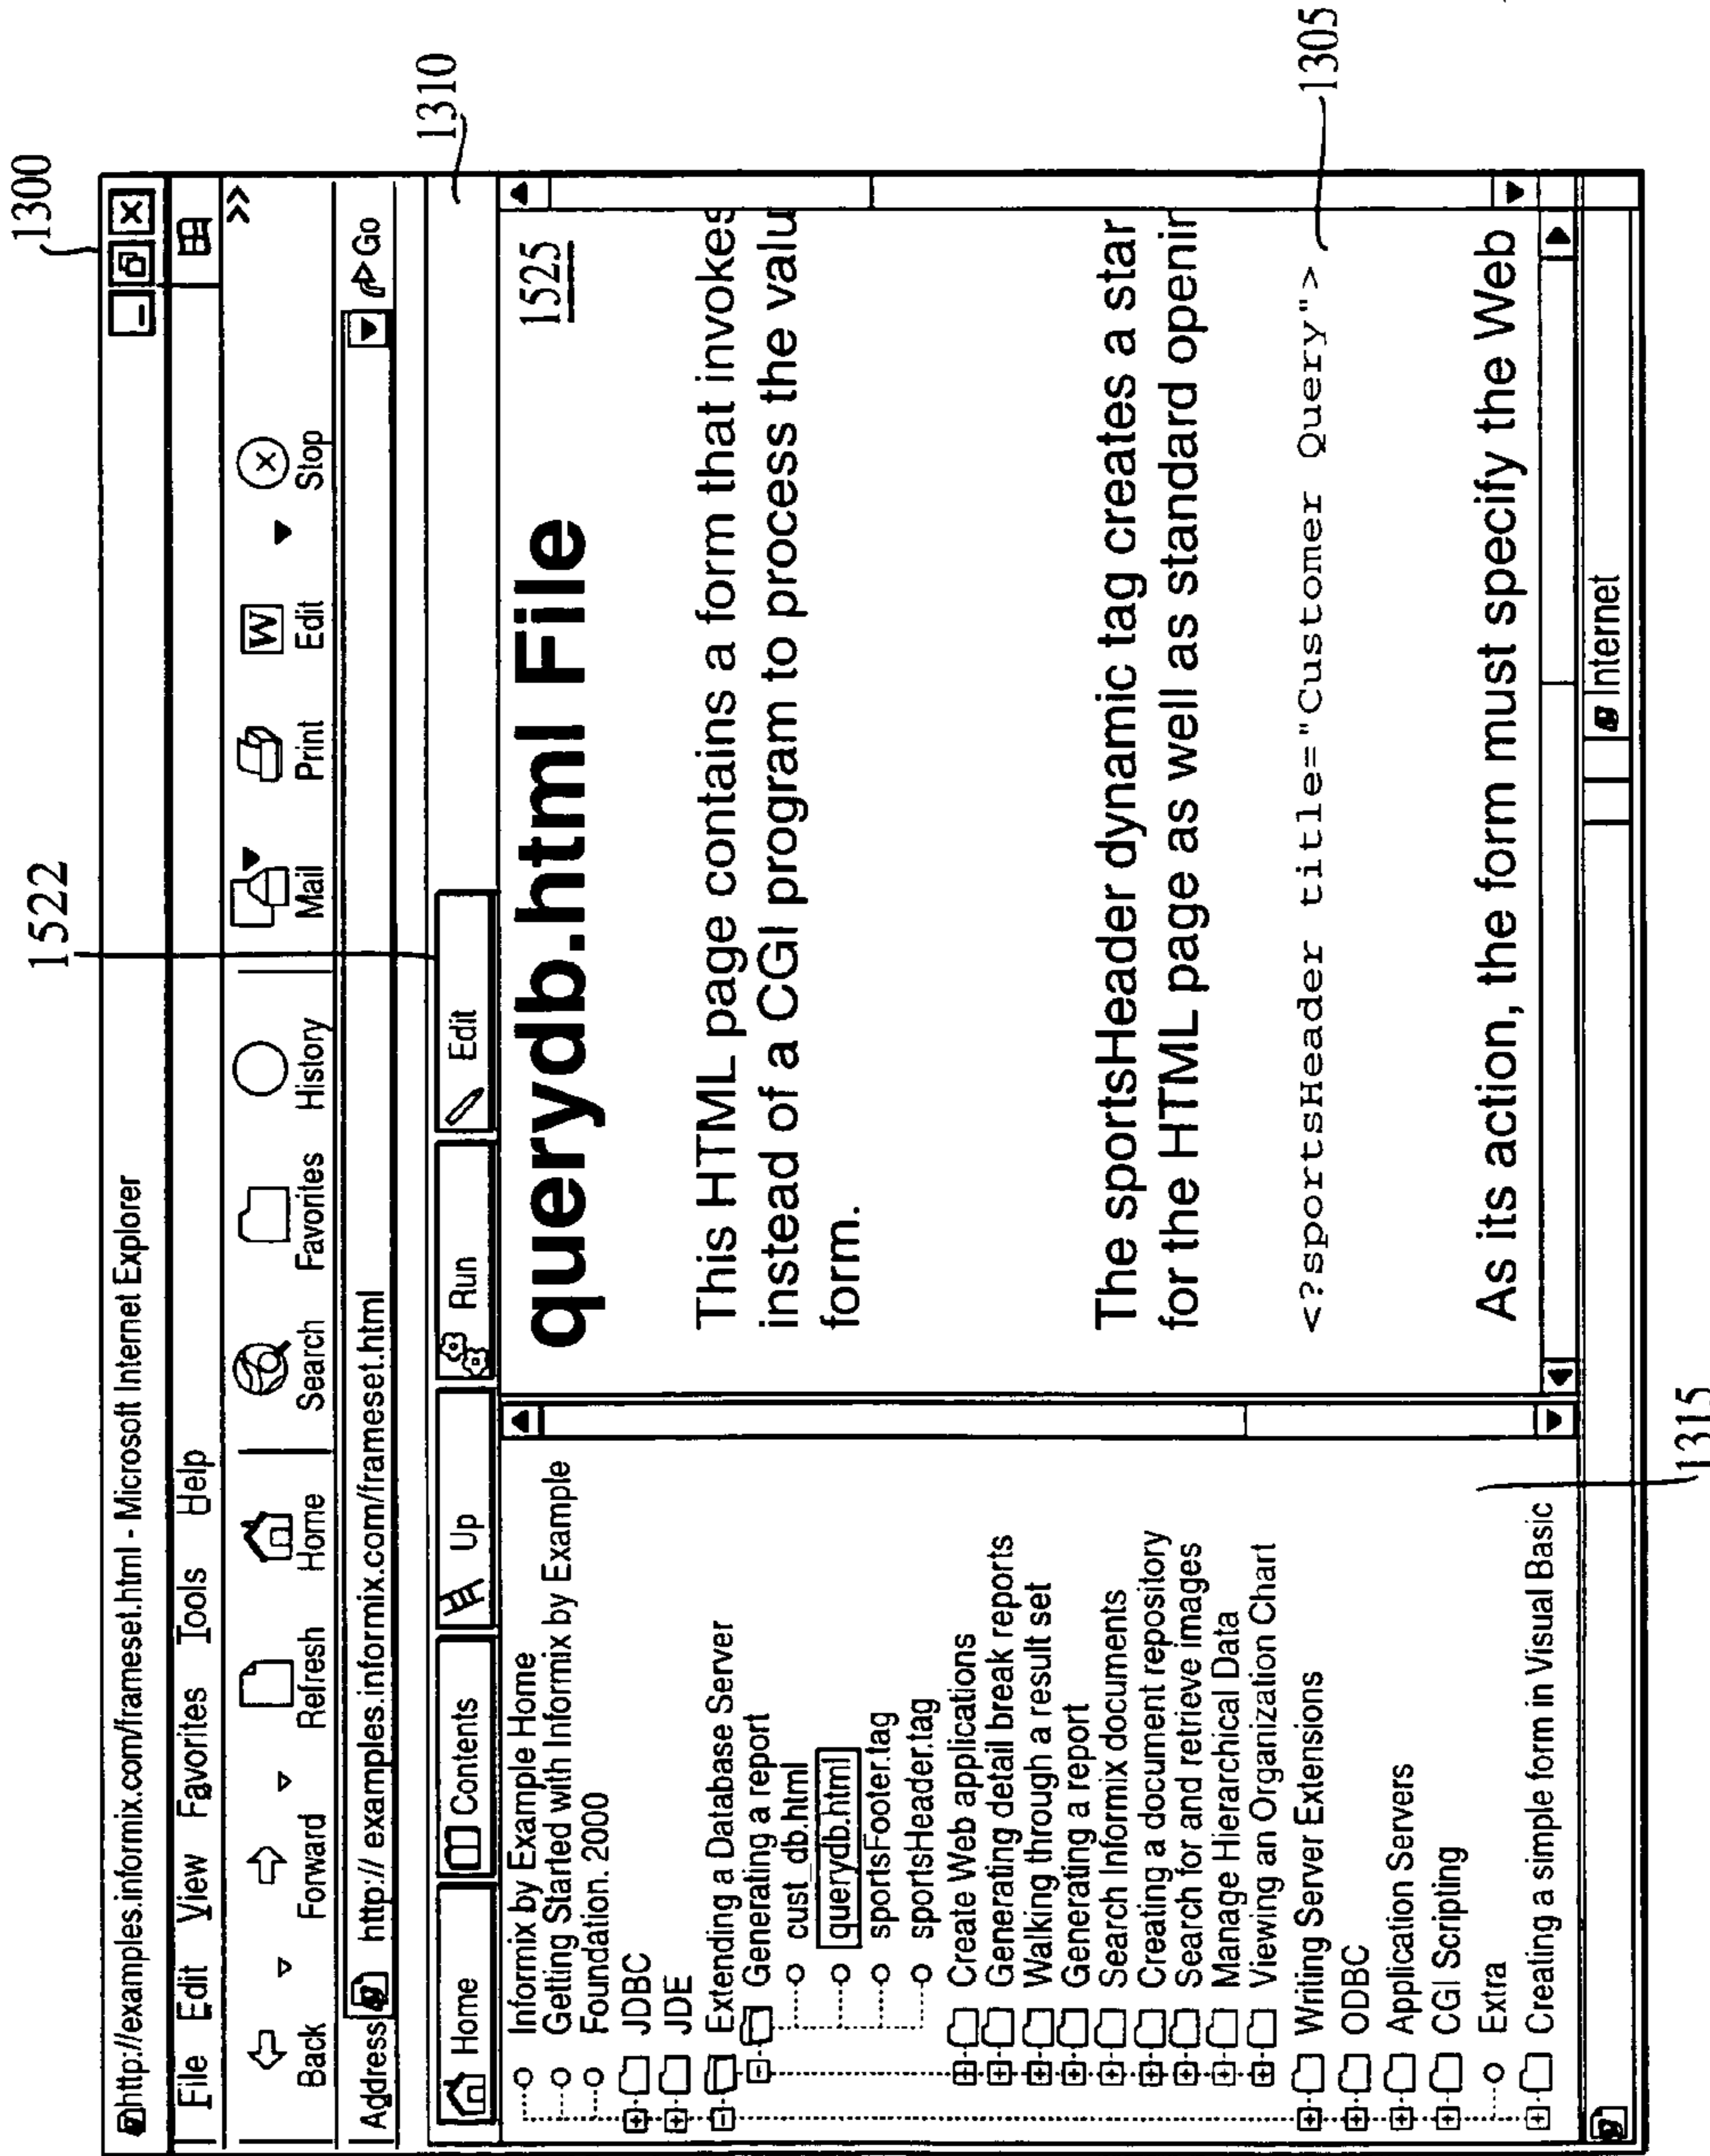 1300
http://examples.informix.com/frameset.html - Microsoft Internet Explorer
File Edit View Favorites Tools Help
Back Forward Refresh Home Search Favorites History Mail Print Edit Stop
W
>>
Address http:// examples.informix.com/frameset.html Go
1522
1310
Home Contents Up Run Edit
Informix by Example Home
Getting Started with Informix by Example
Foundation. 2000
JDBC
JDE
Extending a Database Server
Generating a report
cust_db.html
querydb.html
sportsFooter.tag
sportsHeader.tag
Create Web applications
Generating detail break reports
Walking through a result set
Generating a report
Search Informix documents
Creating a document repository
Search for and retrieve images
Manage Hierarchical Data
Viewing an Organization Chart
Writing Server Extensions
ODBC
Application Servers
CGI Scripting
Extra
Creating a simple form in Visual Basic
1315
querydb.html File
1525
This HTML page contains a form that invokes
instead of a CGI program to process the valu
form.
The sportsHeader dynamic tag creates a star
for the HTML page as well as standard openin
<?sportsHeader title="Customer Query">
1305
As its action, the form must specify the Web
Internet